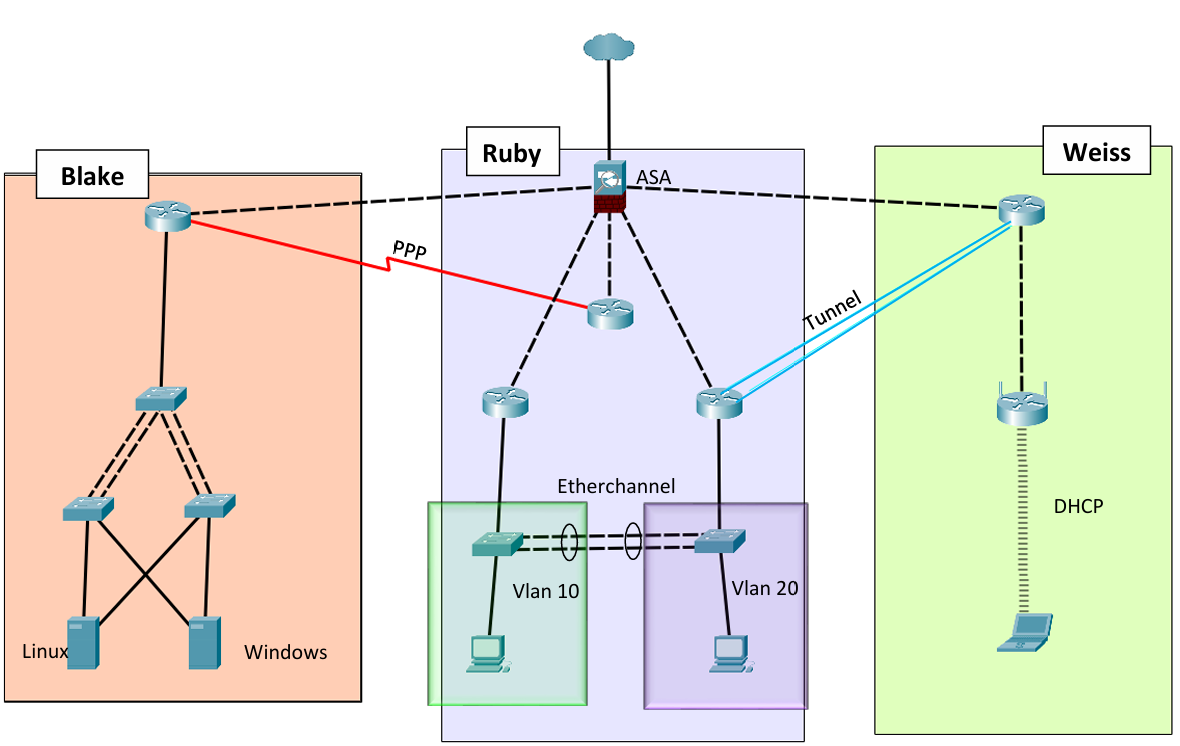 Blake
Ruby
Weiss
ASA
PPP
Tunnel
Etherchannel
DHCP
Vlan 10
Vlan 20
Linux
Windows